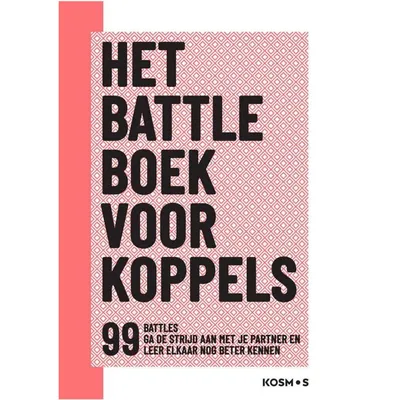 HET
BATTLE
BOEK
VOOR
KOPPELS
99 BATTLES
GA DE STRIJD AAN MET JE PARTNER EN
LEER ELKAAR NOG BETER KENNEN
KOSM●S